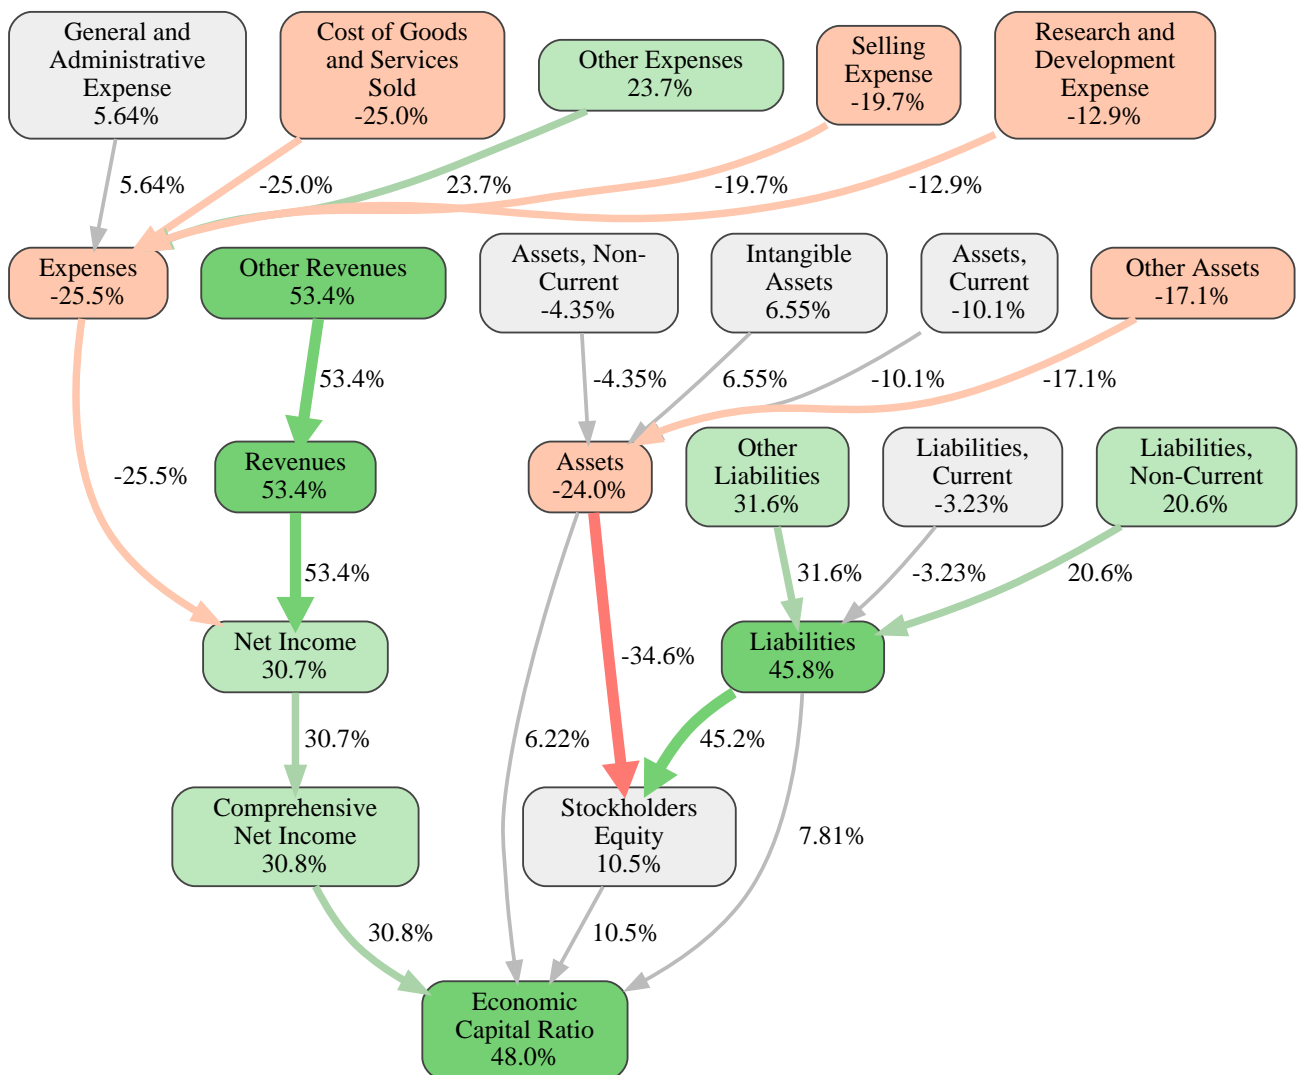 General and
Administrative
Expense
5.64%
Cost of Goods
and Services
Sold
-25.0%
Other Expenses
23.7%
Selling
Expense
-19.7%
Research and
Development
Expense
-12.9%
5.64%
-25.0%
23.7%
-19.7%
-12.9%
Expenses
-25.5%
Other Revenues
53.4%
Assets, Non-
Current
-4.35%
Intangible
Assets
6.55%
Assets,
Current
-10.1%
Other Assets
-17.1%
53.4%
-4.35%
6.55%
-10.1%
-17.1%
-25.5%
Revenues
53.4%
Assets
-24.0%
Other
Liabilities
31.6%
Liabilities,
Current
-3.23%
Liabilities,
Non-Current
20.6%
53.4%
31.6%
-3.23%
20.6%
Net Income
30.7%
-34.6%
Liabilities
45.8%
30.7%
6.22%
45.2%
Comprehensive
Net Income
30.8%
Stockholders
Equity
10.5%
7.81%
30.8%
10.5%
Economic
Capital Ratio
48.0%